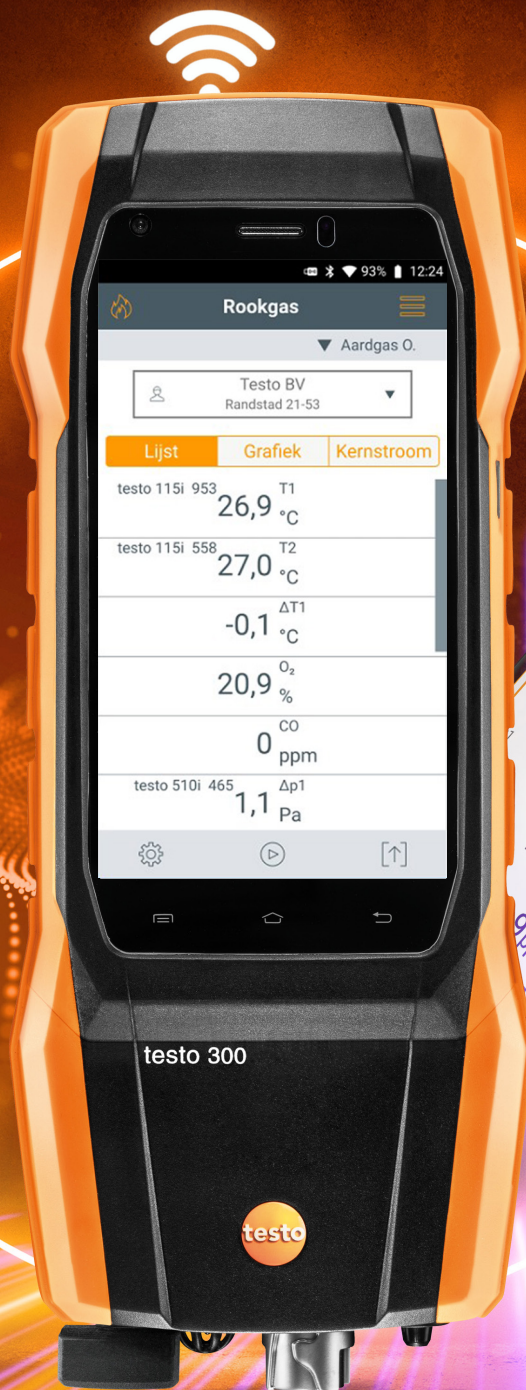 93% 12:24
Rookgas
Aardgas O.
Testo BV
Randstad 21-53
Lijst Grafiek Kernstroom
testo 115i 953 26,9 T1 °C
testo 115i 558 27,0 T2 °C
-0,1 ΔT1 °C
20,9 O₂ %
0 CO ppm
testo 510i 465 1,1 Δp1 Pa
testo 300
testo